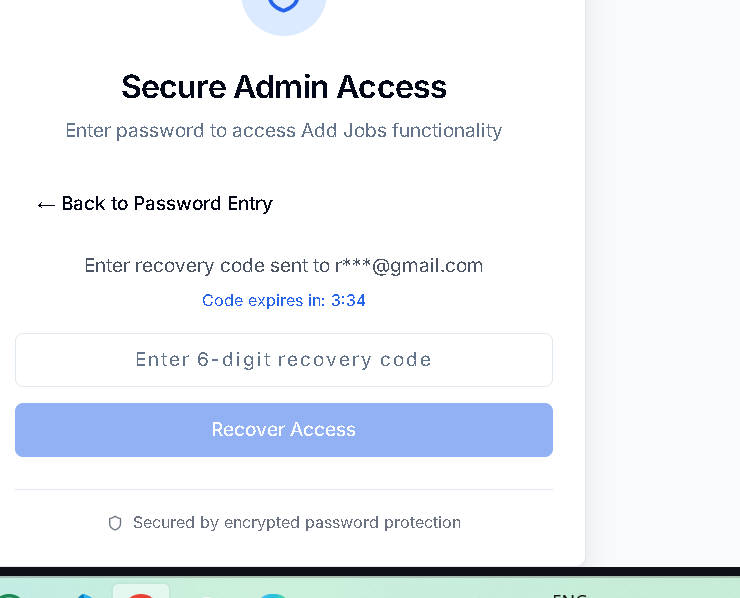 Secure Admin Access
Enter password to access Add Jobs functionality
← Back to Password Entry
Enter recovery code sent to r***@gmail.com
Code expires in: 3:34
Enter 6-digit recovery code
Recover Access
Secured by encrypted password protection
ENG